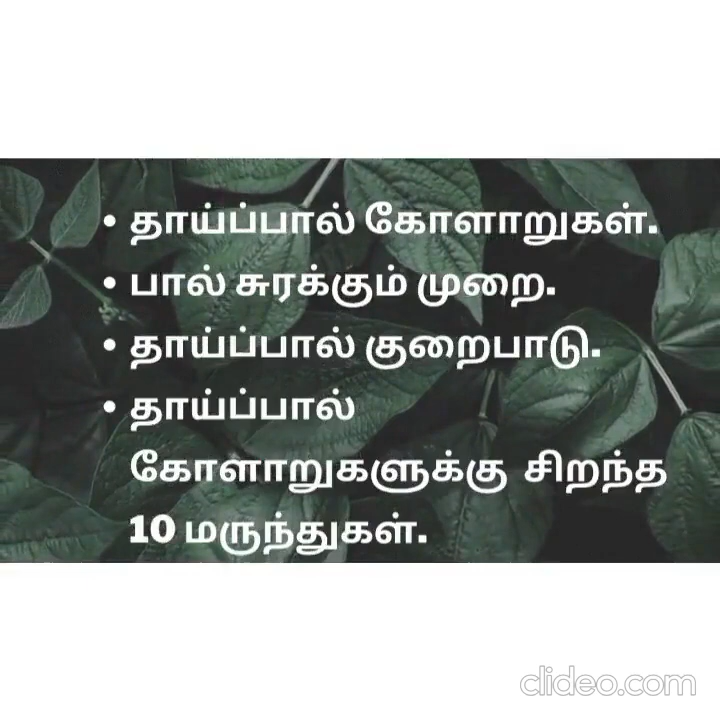 • தாய்ப்பால் கோளாறுகள்.
• பால் சுரக்கும் முறை.
• தாய்ப்பால் குறைபாடு.
• தாய்ப்பால்
கோளாறுகளுக்கு சிறந்த
10 மருந்துகள்.
clideo.com